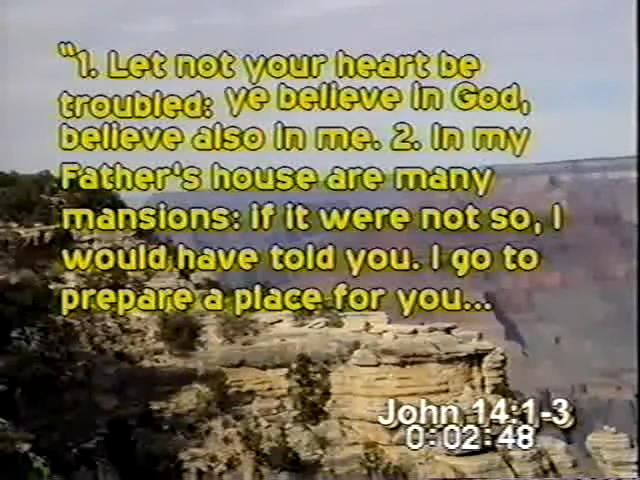 "1. Let not your heart be
troubled: ye believe in God,
believe also in me. 2. In my
Father's house are many
mansions: if it were not so, I
would have told you. I go to
prepare a place for you...
John 14:1-3
0:02:48